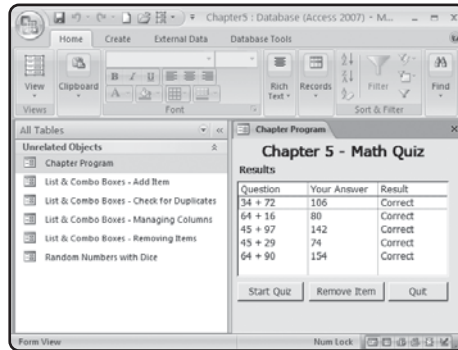 Chapter5 : Database (Access 2007) - M...
Home Create External Data Database Tools
View
Clipboard
B I U
A
Rich
Text
Records
Filter
Find
Views
Font
Sort & Filter
All Tables
Unrelated Objects
Chapter Program
List & Combo Boxes - Add Item
List & Combo Boxes - Check for Duplicates
List & Combo Boxes - Managing Columns
List & Combo Boxes - Removing Items
Random Numbers with Dice
Chapter Program
Chapter 5 - Math Quiz
Results
Question Your Answer Result
34 + 72 106 Correct
64 + 16 80 Correct
45 + 97 142 Correct
45 + 29 74 Correct
64 + 90 154 Correct
Start Quiz Remove Item Quit
Form View Num Lock